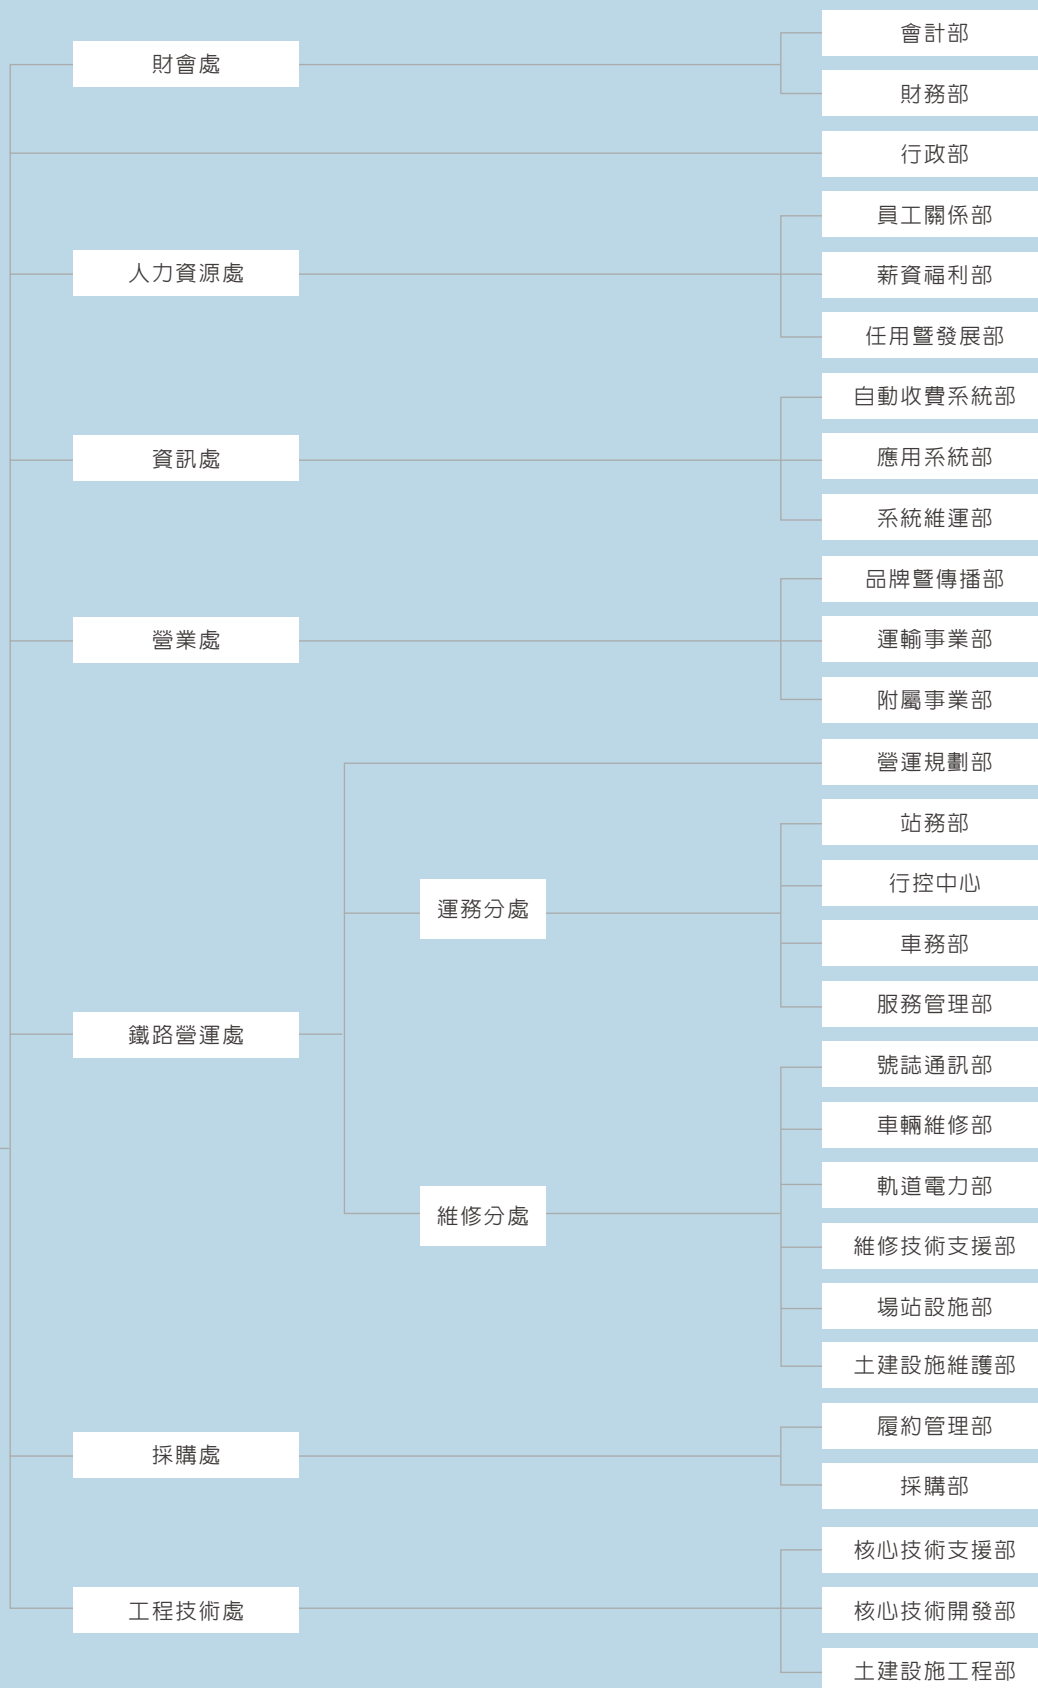 會計部
財會處
財務部
行政部
員工關係部
人力資源處
薪資福利部
任用暨發展部
自動收費系統部
資訊處
應用系統部
系統維運部
品牌暨傳播部
營業處
運輸事業部
附屬事業部
營運規劃部
站務部
行控中心
運務分處
車務部
服務管理部
鐵路營運處
號誌通訊部
車輛維修部
軌道電力部
維修分處
維修技術支援部
場站設施部
土建設施維護部
履約管理部
採購處
採購部
核心技術支援部
工程技術處
核心技術開發部
土建設施工程部